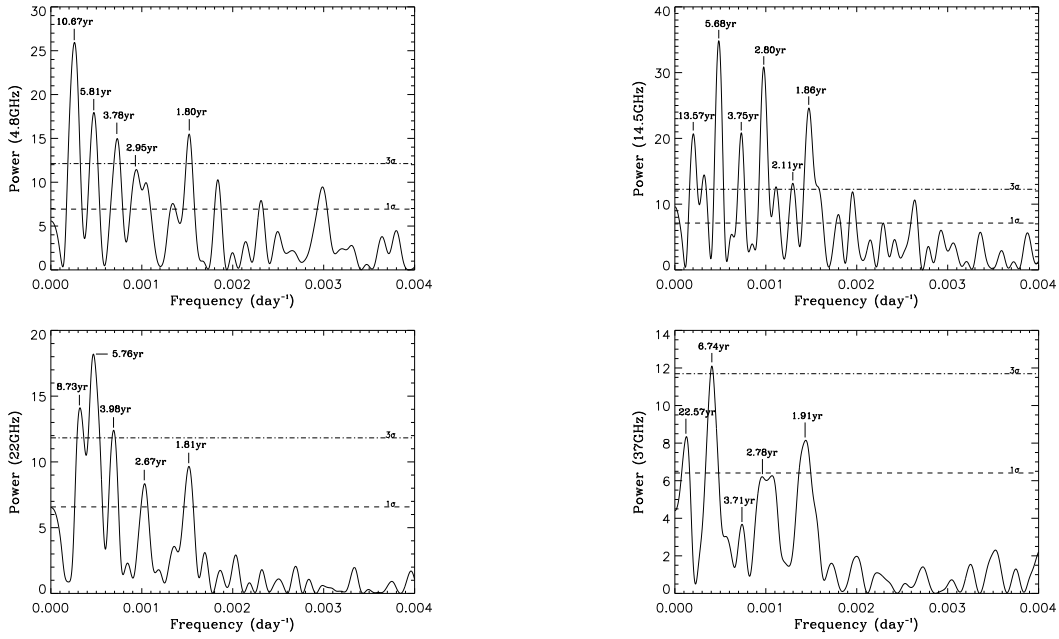 10.67yr
5.81yr
3.78yr
2.95yr
1.80yr
3σ
1σ
30
25
20
15
10
5
0
Power (4.8GHz)
0.000 0.001 0.002 0.003 0.004
Frequency (day⁻¹)
13.57yr
5.68yr
3.75yr
2.80yr
2.11yr
1.86yr
3σ
1σ
40
30
20
10
0
Power (14.5GHz)
0.000 0.001 0.002 0.003 0.004
Frequency (day⁻¹)
8.73yr
5.76yr
3.98yr
2.67yr
1.81yr
3σ
1σ
20
15
10
5
0
Power (22GHz)
0.000 0.001 0.002 0.003 0.004
Frequency (day⁻¹)
22.57yr
6.74yr
3.71yr
2.78yr
1.91yr
3σ
1σ
14
12
10
8
6
4
2
0
Power (37GHz)
0.000 0.001 0.002 0.003 0.004
Frequency (day⁻¹)